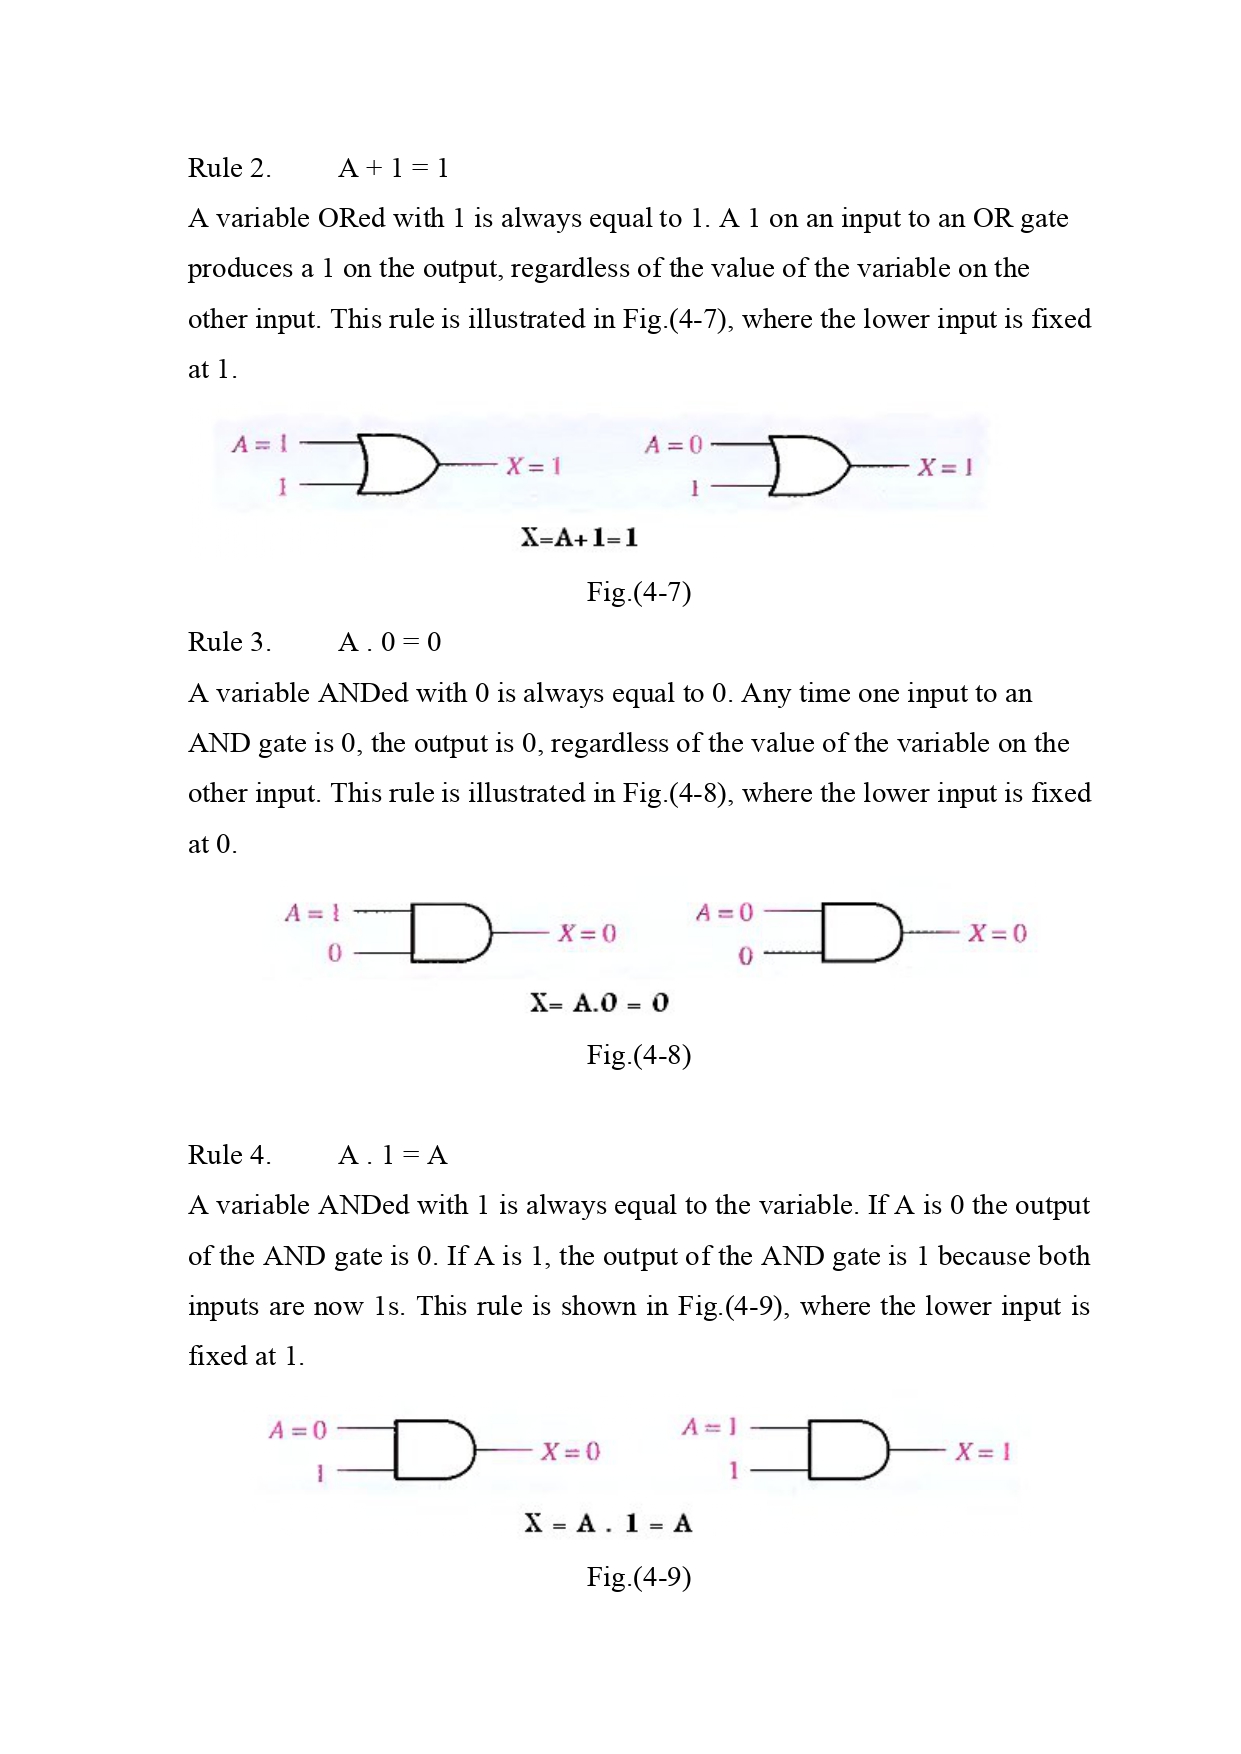 Rule 2. A + 1 = 1
A variable ORed with 1 is always equal to 1. A 1 on an input to an OR gate
produces a 1 on the output, regardless of the value of the variable on the
other input. This rule is illustrated in Fig.(4-7), where the lower input is fixed
at 1.
A = 1
1
X = 1
A = 0
1
X = 1
X=A+1=1
Fig.(4-7)
Rule 3. A . 0 = 0
A variable ANDed with 0 is always equal to 0. Any time one input to an
AND gate is 0, the output is 0, regardless of the value of the variable on the
other input. This rule is illustrated in Fig.(4-8), where the lower input is fixed
at 0.
A = 1
0
X = 0
A = 0
0
X = 0
X= A.0 = 0
Fig.(4-8)
Rule 4. A . 1 = A
A variable ANDed with 1 is always equal to the variable. If A is 0 the output
of the AND gate is 0. If A is 1, the output of the AND gate is 1 because both
inputs are now 1s. This rule is shown in Fig.(4-9), where the lower input is
fixed at 1.
A = 0
1
X = 0
A = 1
1
X = 1
X = A . 1 = A
Fig.(4-9)